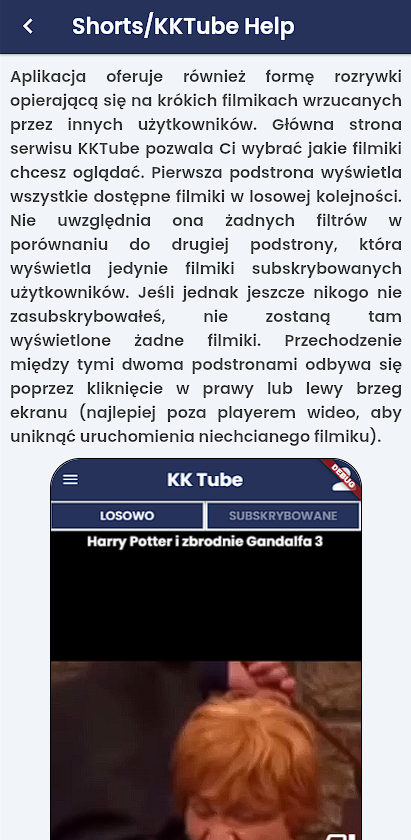 Shorts/KKTube Help
Aplikacja oferuje również formę rozrywki
opierającą się na krókich filmikach wrzucanych
przez innych użytkowników. Główna strona
serwisu KKTube pozwala Ci wybrać jakie filmiki
chcesz oglądać. Pierwsza podstrona wyświetla
wszystkie dostępne filmiki w losowej kolejności.
Nie uwzględnia ona żadnych filtrów w
porównaniu do drugiej podstrony, która
wyświetla jedynie filmiki subskrybowanych
użytkowników. Jeśli jednak jeszcze nikogo nie
zasubskrybowałeś, nie zostaną tam
wyświetlone żadne filmiki. Przechodzenie
między tymi dwoma podstronami odbywa się
poprzez kliknięcie w prawy lub lewy brzeg
ekranu (najlepiej poza playerem wideo, aby
uniknąć uruchomienia niechcianego filmiku).
KK Tube
DEBUG
LOSOWO SUBSKRYBOWANE
Harry Potter i zbrodnie Gandalfa 3